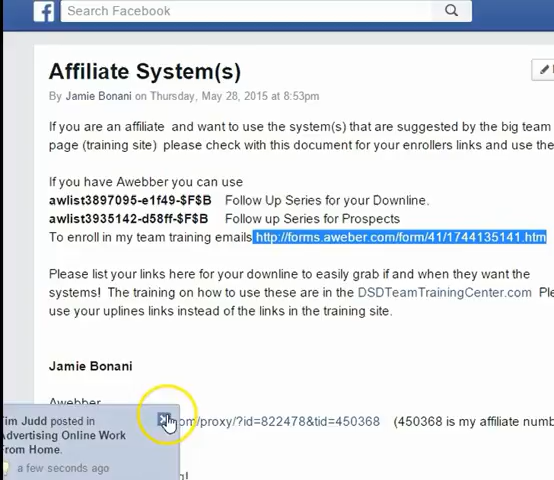 f Search Facebook
Affiliate System(s)
By Jamie Bonani on Thursday, May 28, 2015 at 8:53pm
If you are an affiliate and want to use the system(s) that are suggested by the big team
page (training site) please check with this document for your enrollers links and use the
If you have Awebber you can use
awlist3897095-e1f49-$F$B Follow Up Series for your Downline.
awlist3935142-d58ff-$F$B Follow up Series for Prospects
To enroll in my team training emails http://forms.aweber.com/form/41/1744135141.htm
Please list your links here for your downline to easily grab if and when they want the
systems! The training on how to use these are in the DSDTeamTrainingCenter.com
use your uplines links instead of the links in the training site.
Jamie Bonani
Awebber
om/proxy/?id=822478&tid=450368 (450368 is my affiliate numb
Tim Judd posted in
Advertising Online Work
From Home.
a few seconds ago